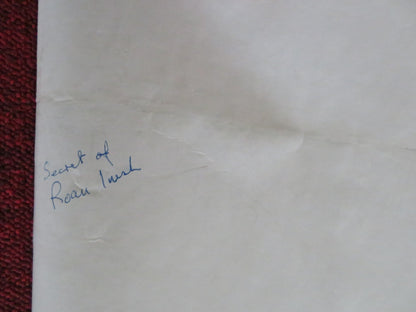 Secret of
Roan Inish